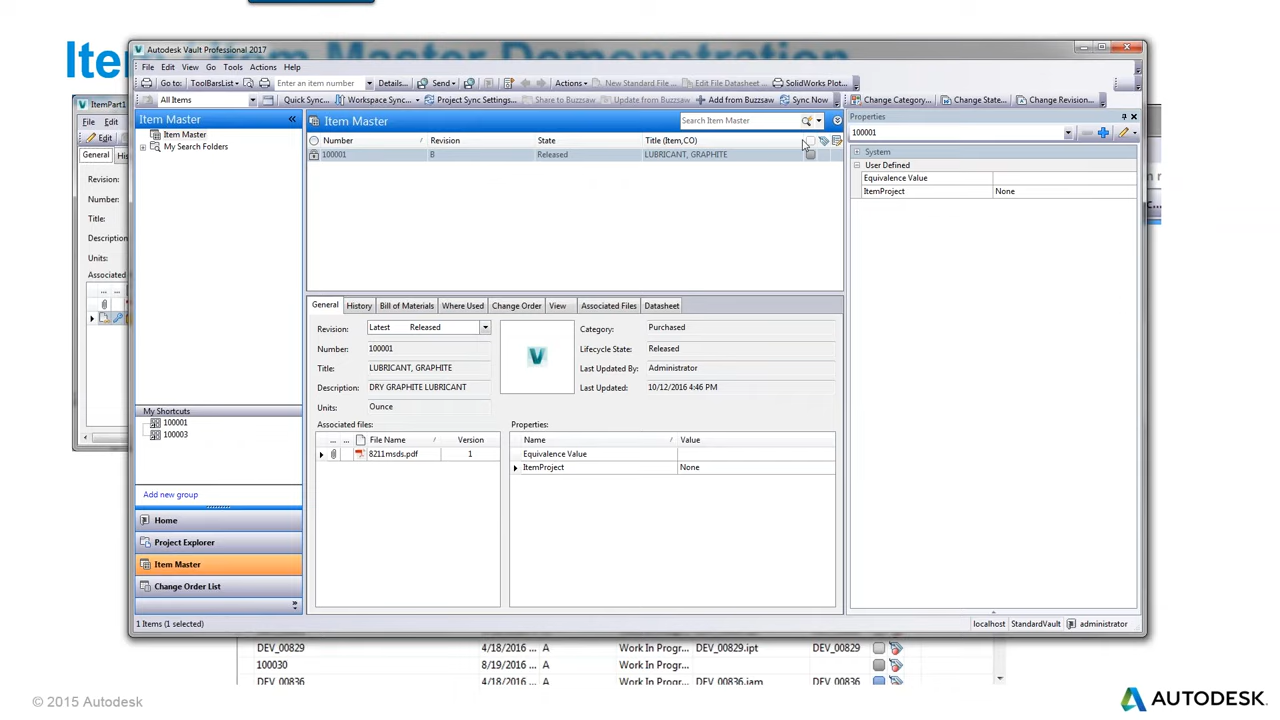 Item / Item Master Demonstration
Autodesk Vault Professional 2017
File Edit View Go Tools Actions Help
Go to: ToolBarsList Enter an item number Details... Send Actions New Standard File... Edit File Datasheet... SolidWorks Plot...
All Items Quick Sync... Workspace Sync... Project Sync Settings... Share to Buzzsaw Update from Buzzsaw Add from Buzzsaw Sync Now Change Category... Change State... Change Revision...
Item Master
Item Master
My Search Folders
My Shortcuts
100001
100003
Add new group
Home
Project Explorer
Item Master
Change Order List
1 Items (1 selected)
Item Master Search Item Master
Number Revision State Title (Item,CO)
100001 B Released LUBRICANT, GRAPHITE
General History Bill of Materials Where Used Change Order View Associated Files Datasheet
Revision: Latest Released
Number: 100001
Title: LUBRICANT, GRAPHITE
Description: DRY GRAPHITE LUBRICANT
Units: Ounce
Category: Purchased
Lifecycle State: Released
Last Updated By: Administrator
Last Updated: 10/12/2016 4:46 PM
Associated files:
... ... File Name Version
8211msds.pdf 1
Properties:
Name Value
Equivalence Value
ItemProject None
Properties
100001
System
User Defined
Equivalence Value
ItemProject None
localhost StandardVault administrator
ItemPart1
File Edit
Edit
General His
Revision:
Number:
Title:
Description
Units:
Associated
... ...
DEV_00829 4/18/2016 ... A Work In Progr... DEV_00829.ipt DEV_00829
100030 8/19/2016 ... A Work In Progr...
DEV_00836 4/18/2016 ... A Work In Progr... DEV_00836.iam DEV_00836
© 2015 Autodesk
AUTODESK.